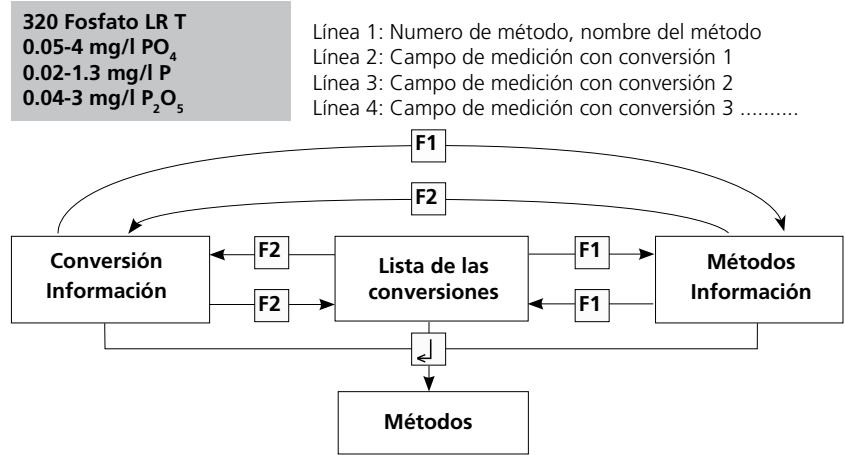 320 Fosfato LR T
0.05-4 mg/l PO₄
0.02-1.3 mg/l P
0.04-3 mg/l P₂O₅
Línea 1: Numero de método, nombre del método
Línea 2: Campo de medición con conversión 1
Línea 3: Campo de medición con conversión 2
Línea 4: Campo de medición con conversión 3 ..........
F1
F2
Conversión
Información
F2
F2
Lista de las
conversiones
F1
F1
Métodos
Información
Métodos